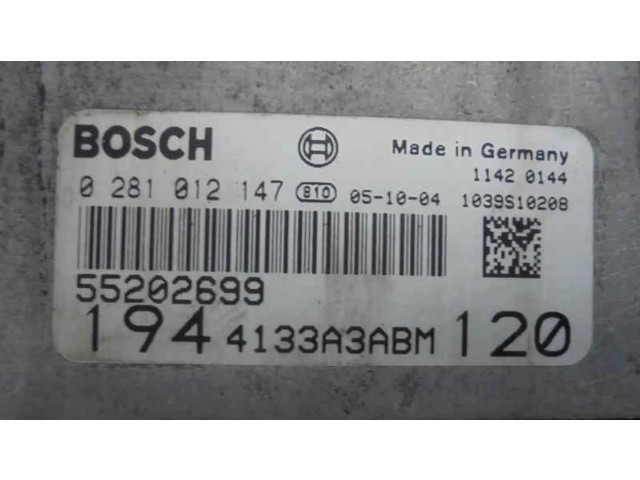 BOSCH Made in Germany
1142 0144
0 281 012 147 810 05-10-04 1039S10208
55202699
194 4133A3ABM 120